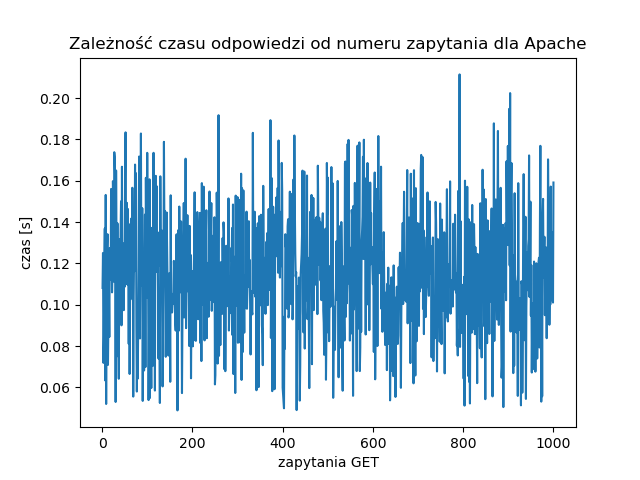 Zależność czasu odpowiedzi od numeru zapytania dla Apache
0.20
0.18
0.16
0.14
0.12
0.10
0.08
0.06
czas [s]
0 200 400 600 800 1000
zapytania GET